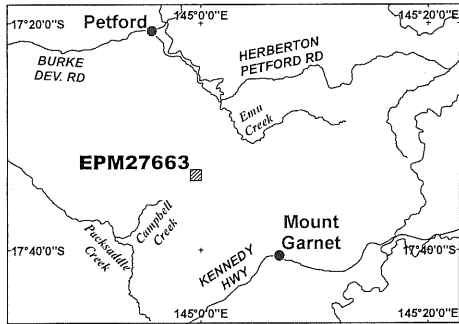 Petford
17°20'0"S
145°0'0"E
145°20'0"E
BURKE
DEV. RD
HERBERTON
PETFORD RD
Emu
Creek
EPM27663
Campbell
Creek
Packsaddle
Creek
Mount
Garnet
KENNEDY
HWY
17°40'0"S
17°40'0"S
145°0'0"E
145°20'0"E